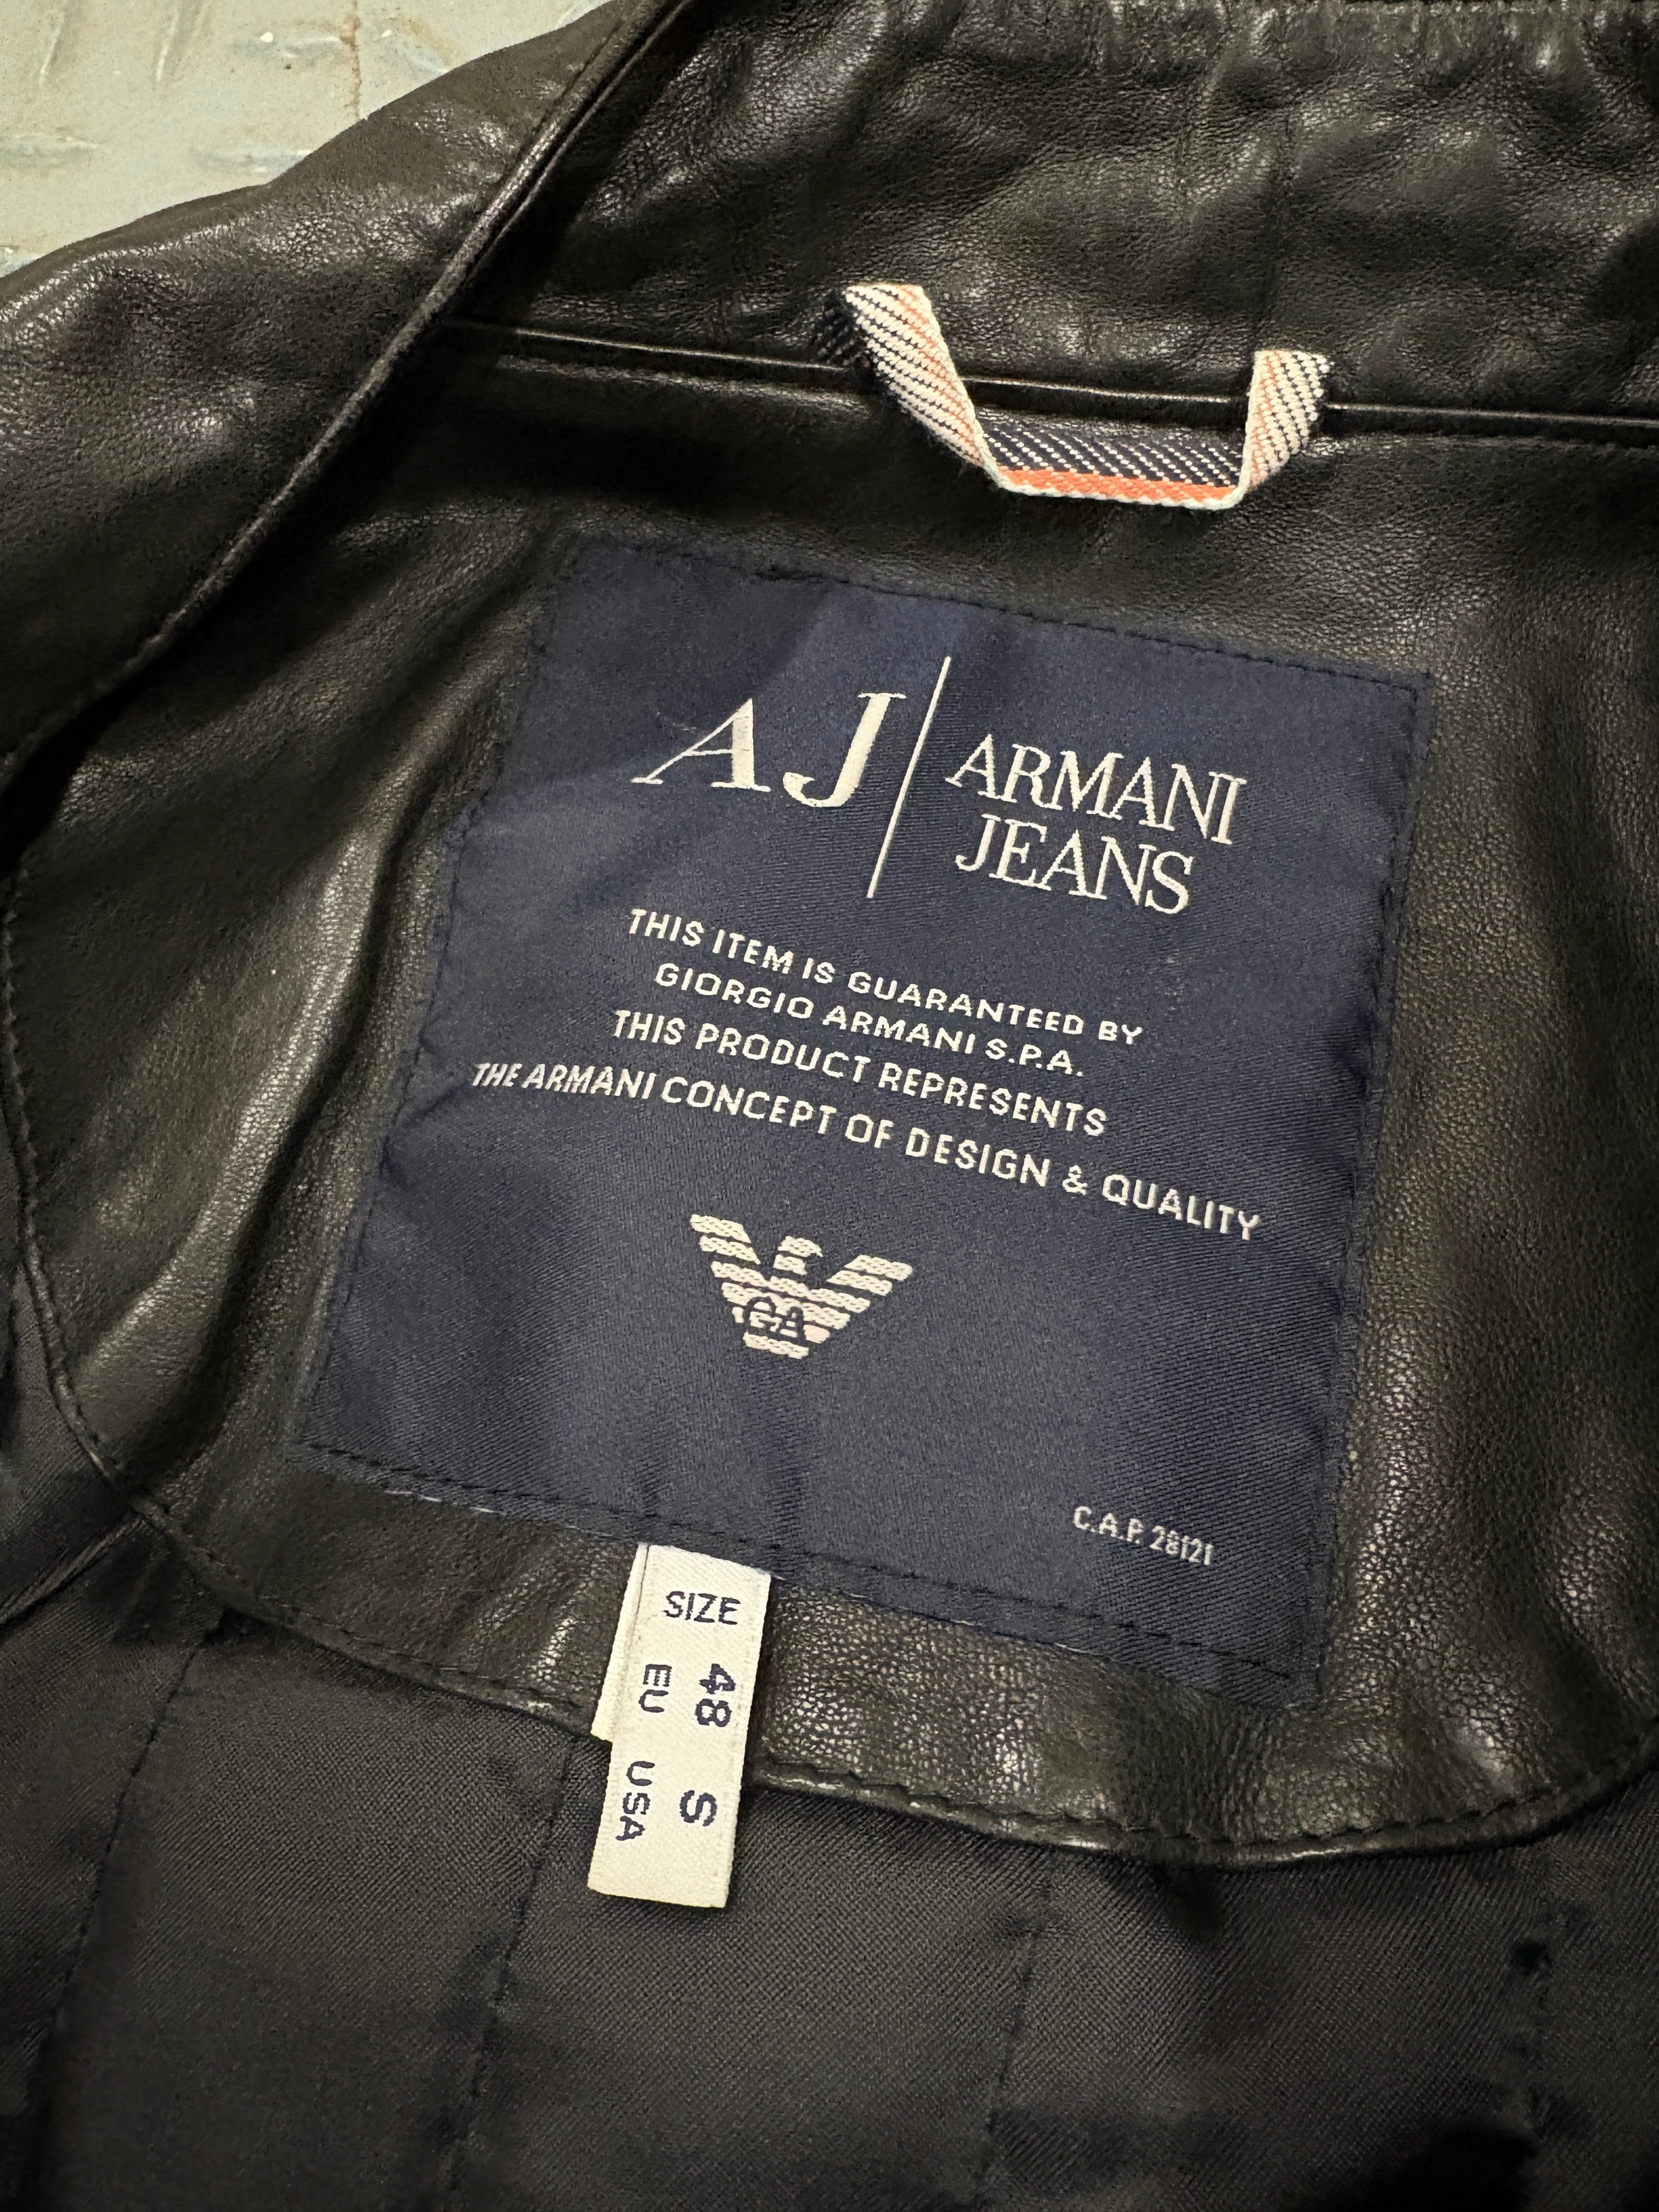 AJ
ARMANI
JEANS
THIS ITEM IS GUARANTEED BY
GIORGIO ARMANI S.P.A.
THIS PRODUCT REPRESENTS
THE ARMANI CONCEPT OF DESIGN & QUALITY
GA
C.A.P. 28121
SIZE
48 S
EU USA